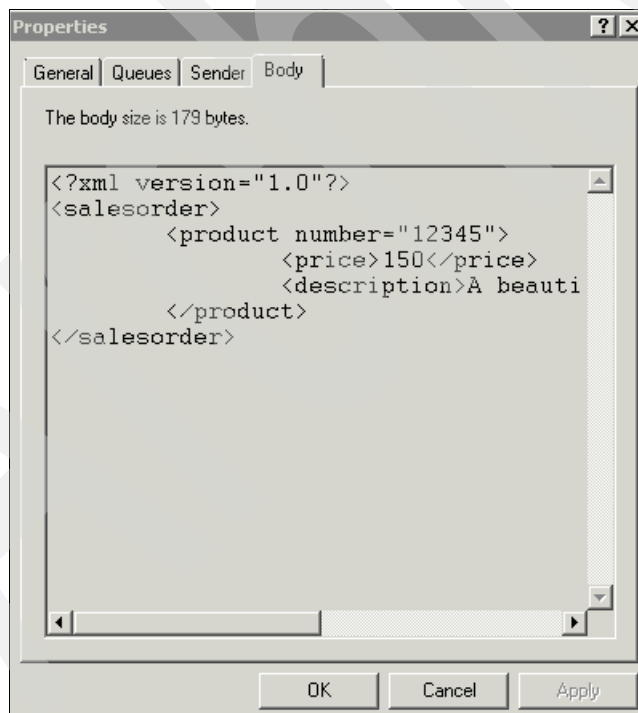 Properties
General Queues Sender Body
The body size is 179 bytes.
<?xml version="1.0"?>
<salesorder>
<product number="12345">
<price>150</price>
<description>A beauti
</product>
</salesorder>
OK Cancel Apply